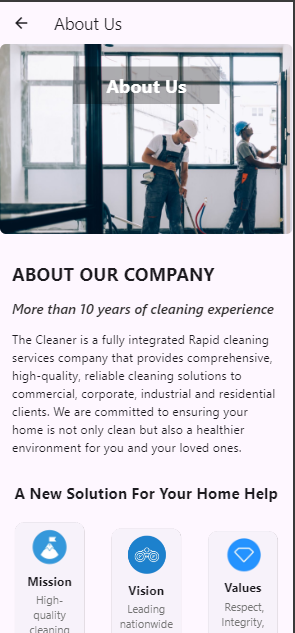 About Us
About Us
ABOUT OUR COMPANY
More than 10 years of cleaning experience
The Cleaner is a fully integrated Rapid cleaning
services company that provides comprehensive,
high-quality, reliable cleaning solutions to
commercial, corporate, industrial and residential
clients. We are committed to ensuring your
home is not only clean but also a healthier
environment for you and your loved ones.
A New Solution For Your Home Help
Mission
High-
quality
cleaning
Vision
Leading
nationwide
Values
Respect,
Integrity,